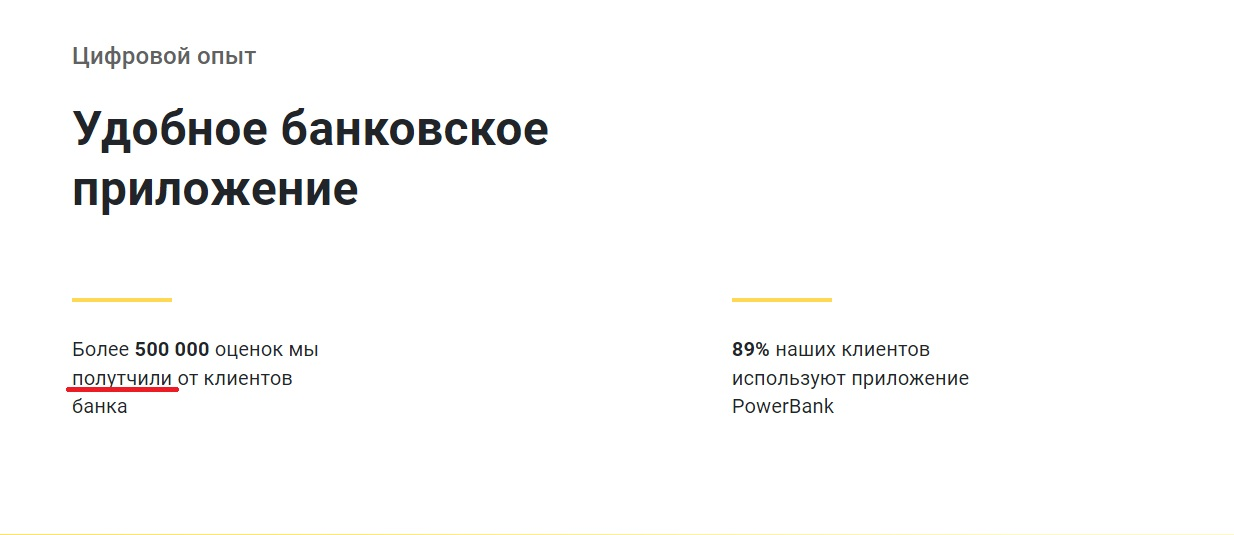 Цифровой опыт
Удобное банковское
приложение
Более 500 000 оценок мы
полутчили от клиентов
банка
89% наших клиентов
используют приложение
PowerBank